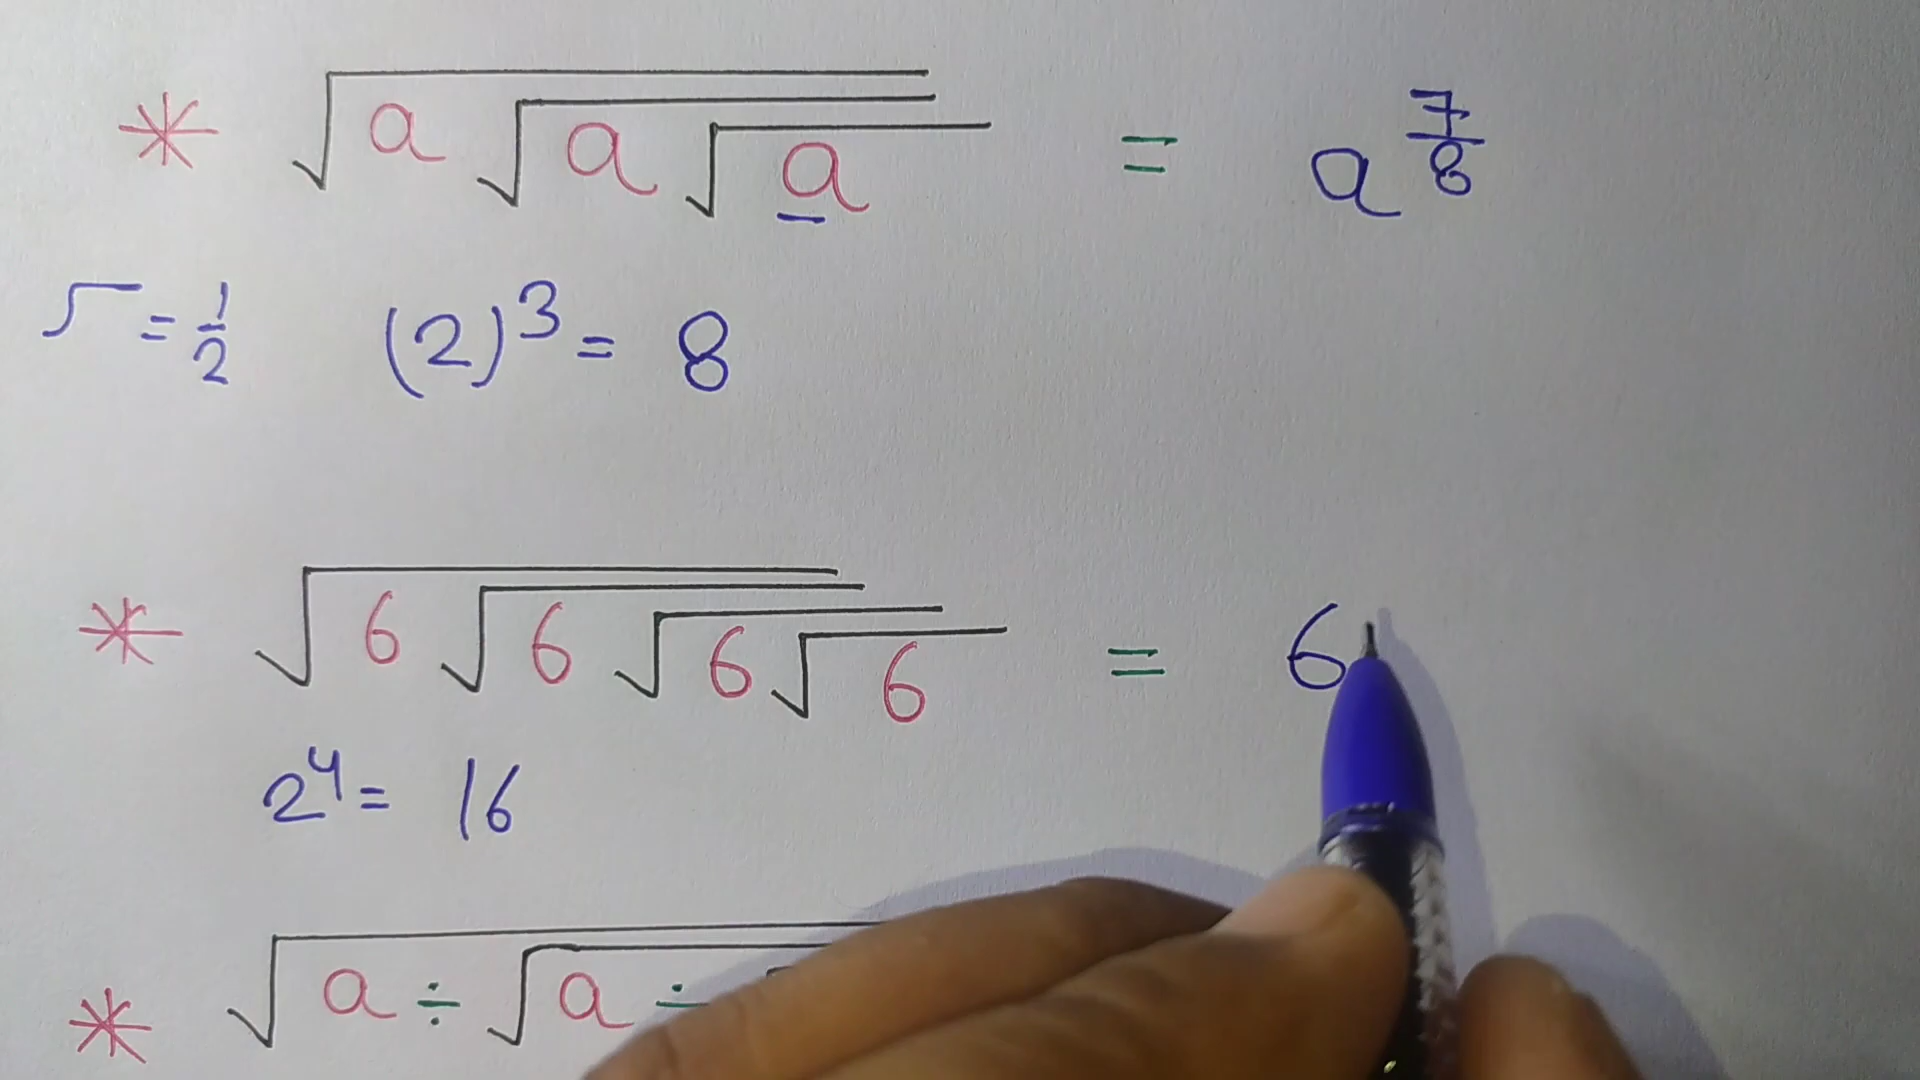 * √a√a√a = a^7/8
√ = 1/2 (2)^3 = 8
* √6√6√6√6 = 6
2^4 = 16
* √a ÷ √a ÷